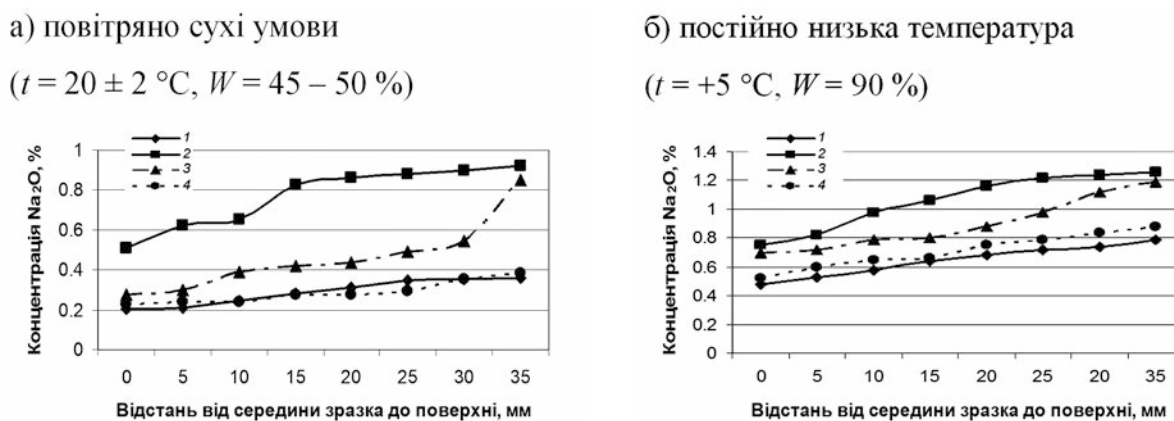 а) повітряно сухі умови
(t = 20 ± 2 °C, W = 45 – 50 %)
1
2
3
4
Концентрація Na₂O, %
1
0.8
0.6
0.4
0.2
0
0 5 10 15 20 25 30 35
Відстань від середини зразка до поверхні, мм
б) постійно низька температура
(t = +5 °C, W = 90 %)
1
2
3
4
Концентрація Na₂O, %
1.4
1.2
1
0.8
0.6
0.4
0.2
0
0 5 10 15 20 25 20 35
Відстань від середини зразка до поверхні, мм